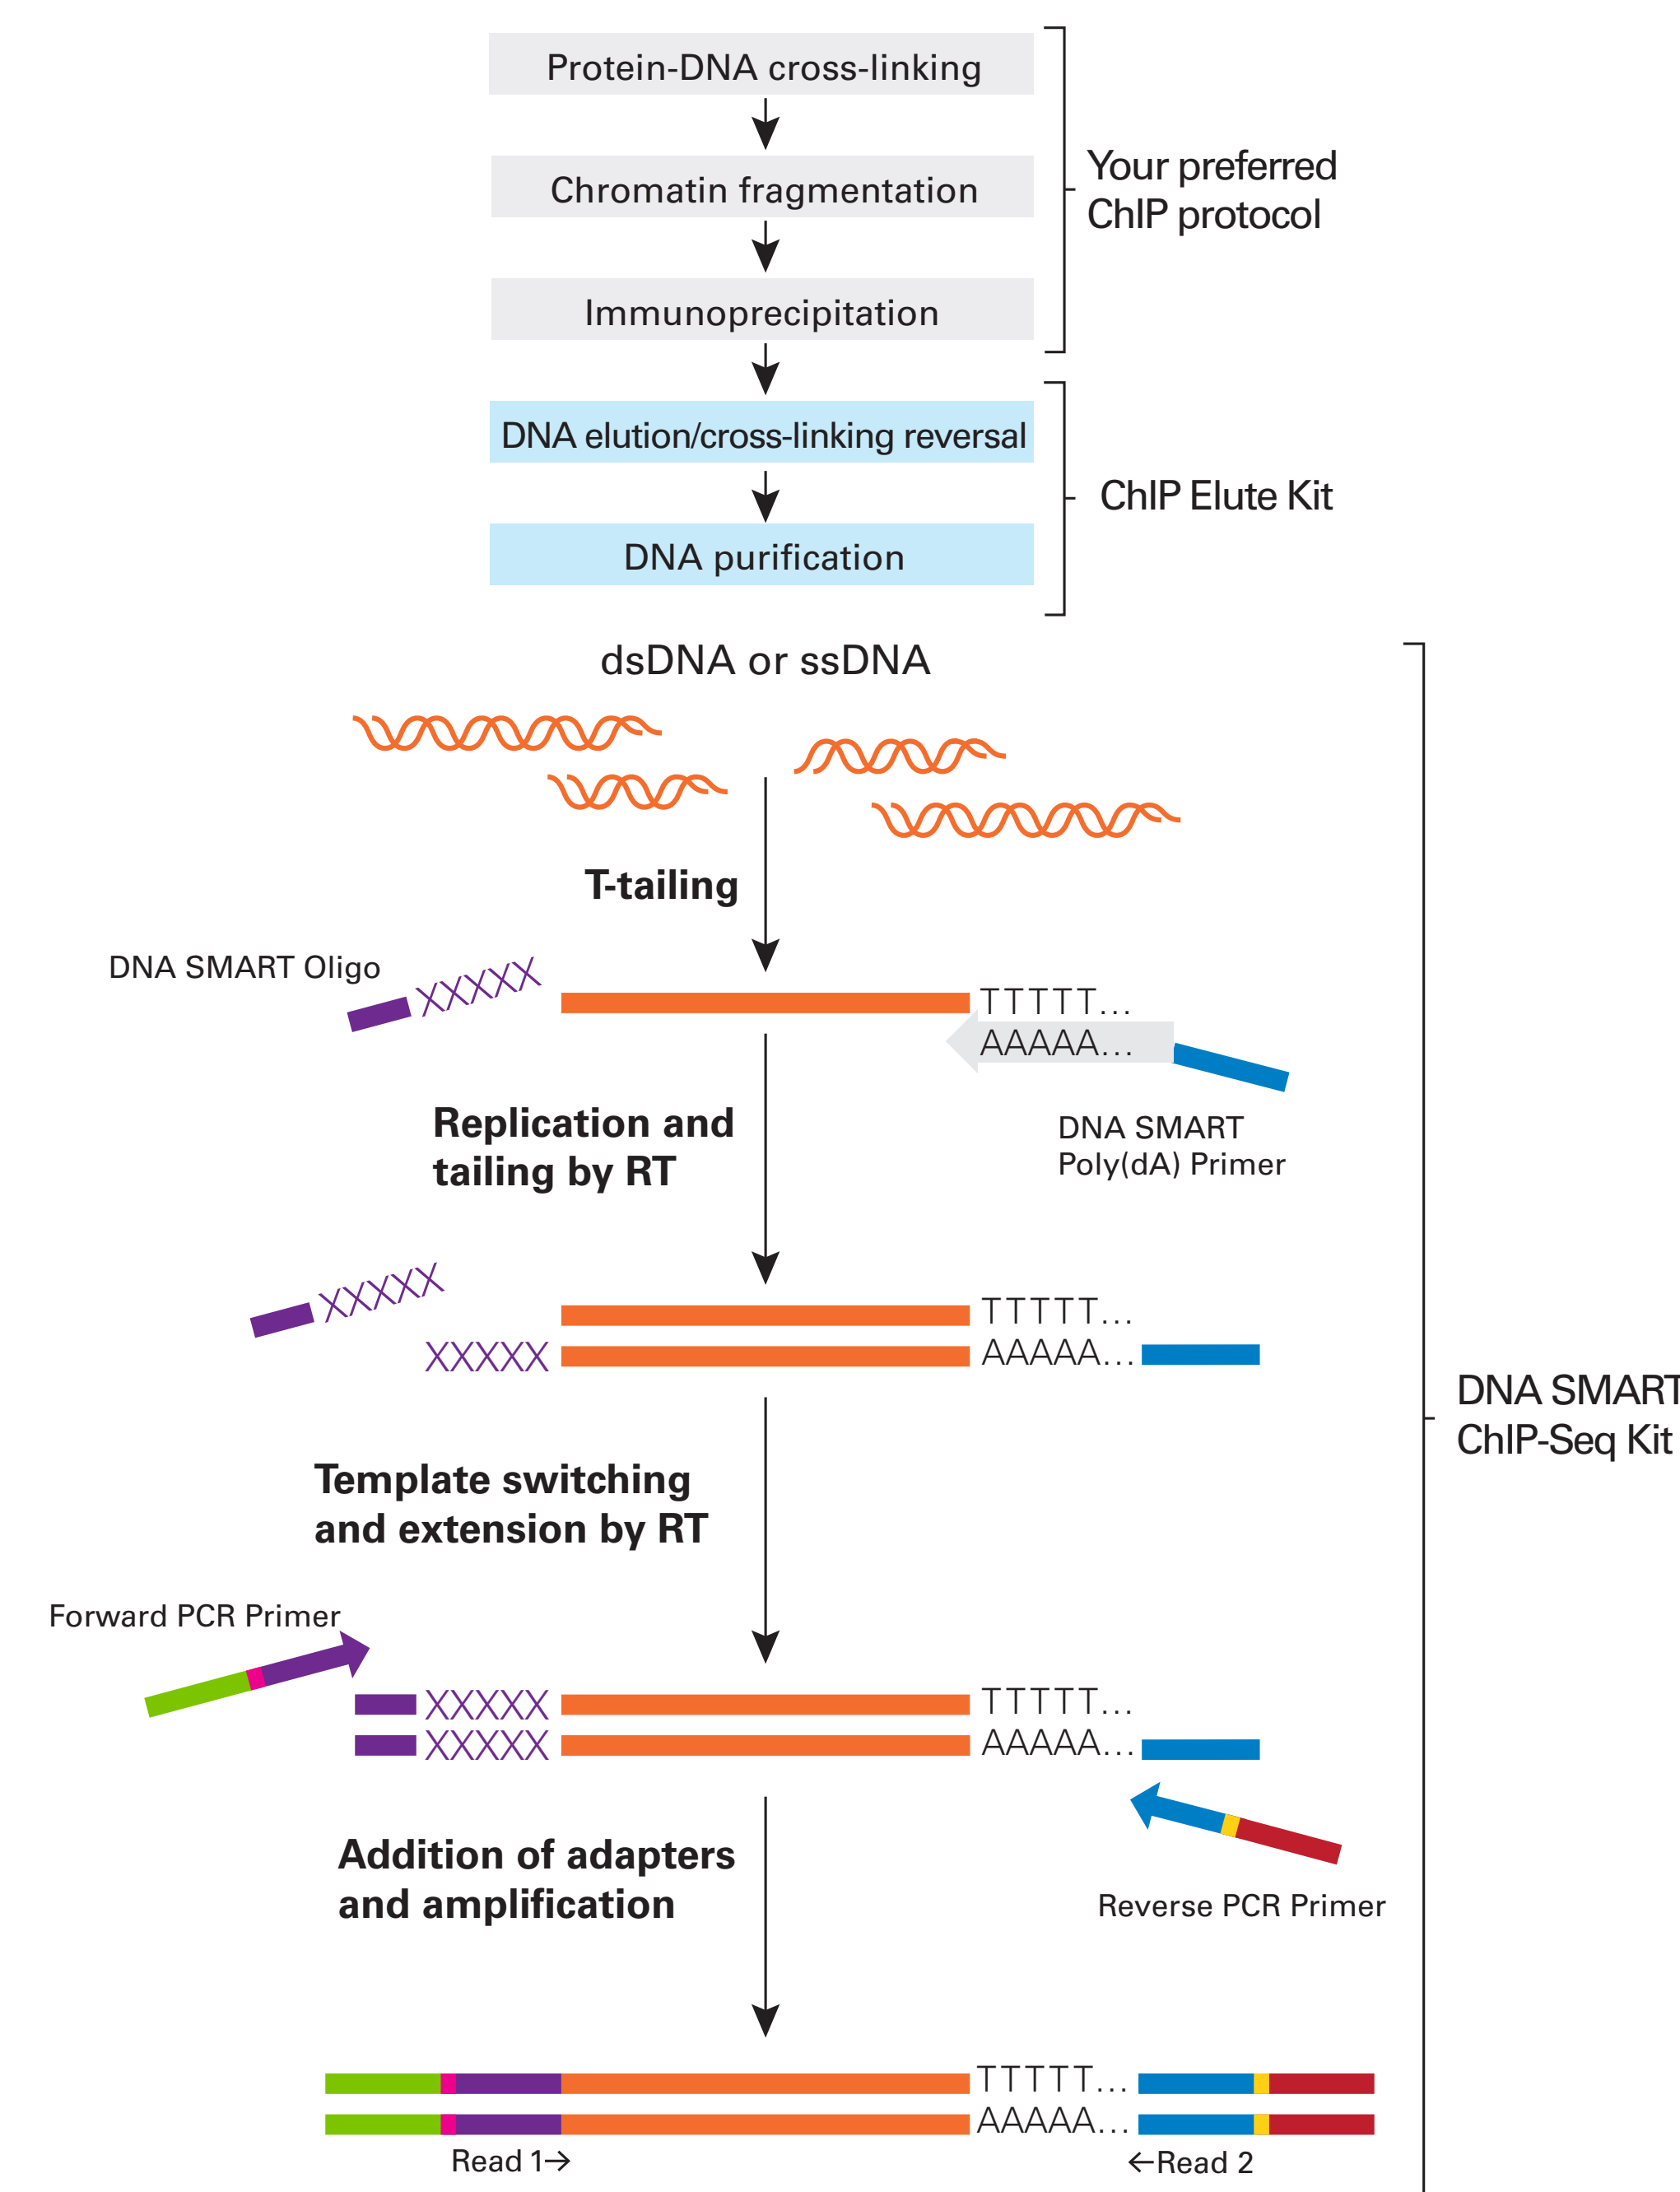 Protein-DNA cross-linking
Chromatin fragmentation
Your preferred
ChIP protocol
Immunoprecipitation
DNA elution/cross-linking reversal
ChIP Elute Kit
DNA purification
dsDNA or ssDNA
T-tailing
DNA SMART Oligo
XXXXX
TTTTT...
AAAAA...
Replication and
tailing by RT
DNA SMART
Poly(dA) Primer
XXXXX
TTTTT...
XXXXX
AAAAA...
DNA SMART
ChIP-Seq Kit
Template switching
and extension by RT
Forward PCR Primer
XXXXX
TTTTT...
XXXXX
AAAAA...
Addition of adapters
and amplification
Reverse PCR Primer
TTTTT...
AAAAA...
Read 1→
←Read 2